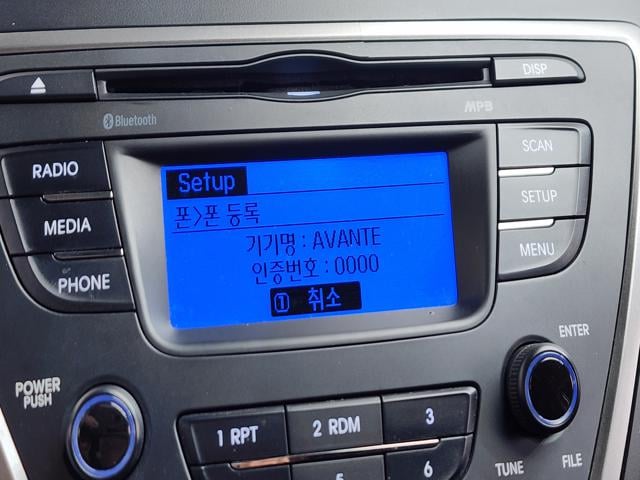 DISP
Bluetooth
MP3
RADIO
MEDIA
PHONE
Setup
폰>폰 등록
기기명 : AVANTE
인증번호 : 0000
1 취소
SCAN
SETUP
MENU
POWER
PUSH
1 RPT
2 RDM
3
5
6
ENTER
TUNE
FILE